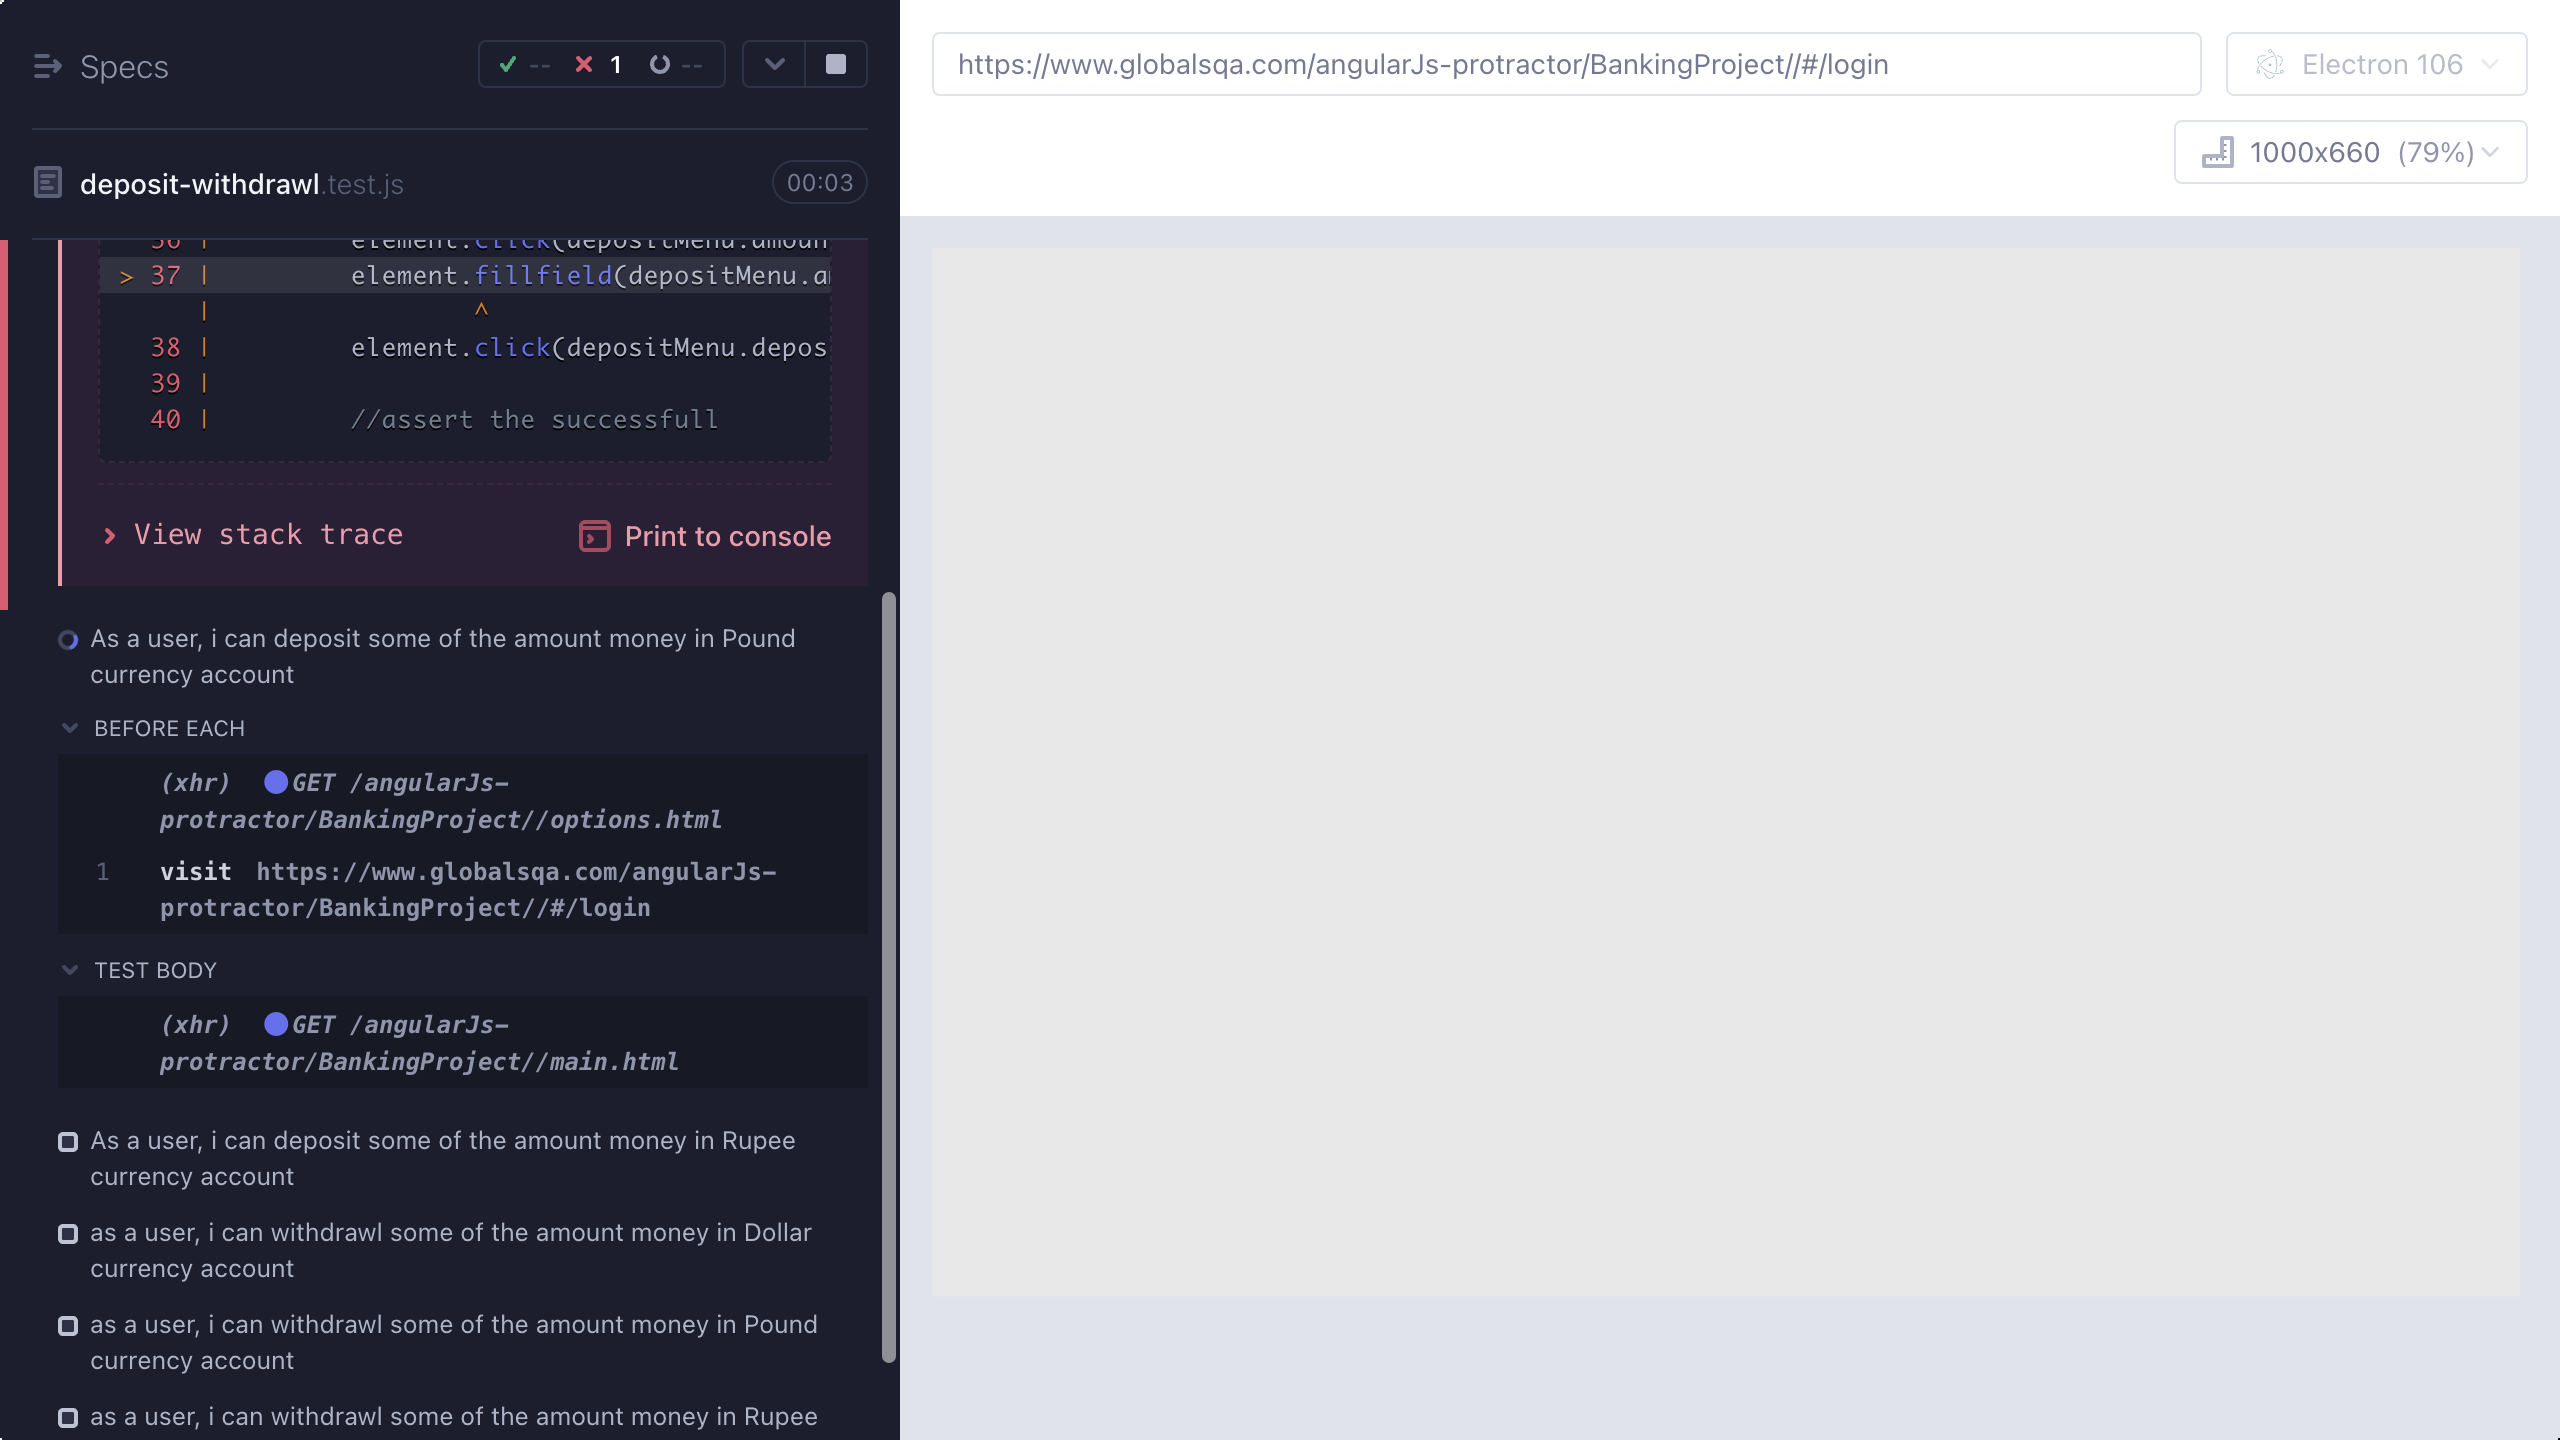 Specs
-- 1 --
https://www.globalsqa.com/angularJs-protractor/BankingProject//#/login
Electron 106
1000x660 (79%)
deposit-withdrawl.test.js
00:03
36 | element.click(depositMenu.amoun
> 37 | element.fillfield(depositMenu.a
| ^
38 | element.click(depositMenu.depos
39 |
40 | //assert the successfull
View stack trace
Print to console
As a user, i can deposit some of the amount money in Pound
currency account
BEFORE EACH
(xhr) GET /angularJs-
protractor/BankingProject//options.html
1 visit https://www.globalsqa.com/angularJs-
protractor/BankingProject//#/login
TEST BODY
(xhr) GET /angularJs-
protractor/BankingProject//main.html
As a user, i can deposit some of the amount money in Rupee
currency account
as a user, i can withdrawl some of the amount money in Dollar
currency account
as a user, i can withdrawl some of the amount money in Pound
currency account
as a user, i can withdrawl some of the amount money in Rupee